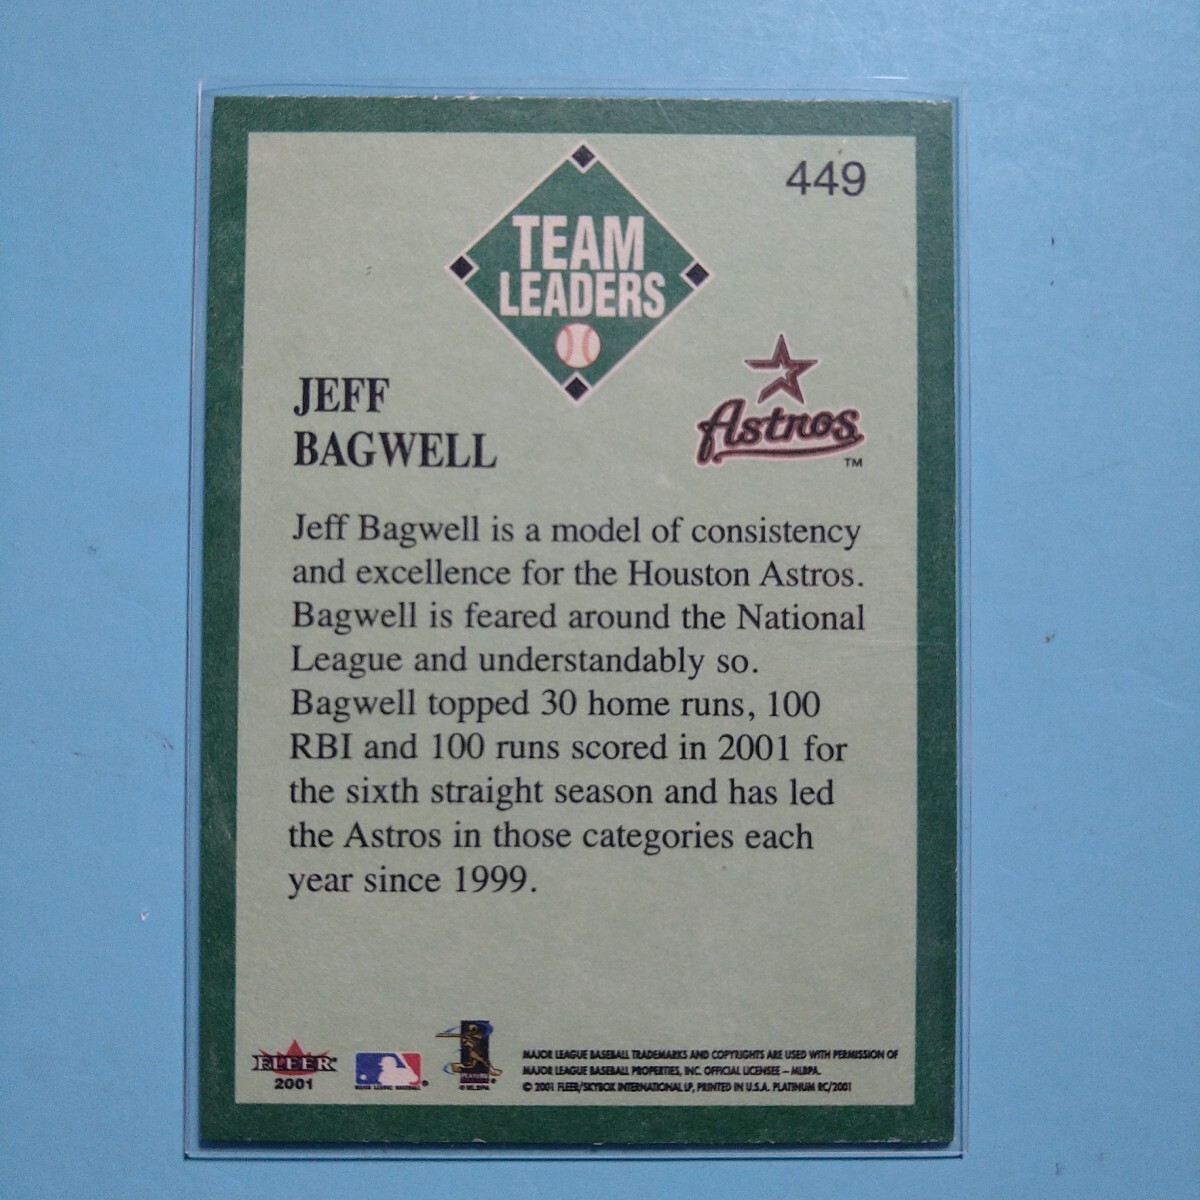 449
TEAM
LEADERS
JEFF
BAGWELL
Astros
TM
Jeff Bagwell is a model of consistency
and excellence for the Houston Astros.
Bagwell is feared around the National
League and understandably so.
Bagwell topped 30 home runs, 100
RBI and 100 runs scored in 2001 for
the sixth straight season and has led
the Astros in those categories each
year since 1999.
FLEER
2001
PLAYERS
© MLBPA
MAJOR LEAGUE BASEBALL TRADEMARKS AND COPYRIGHTS ARE USED WITH PERMISSION OF
MAJOR LEAGUE BASEBALL PROPERTIES, INC. OFFICIAL LICENSEE – MLBPA.
© 2001 FLEER/SKYBOX INTERNATIONAL LP, PRINTED IN U.S.A. PLATINUM RC/2001